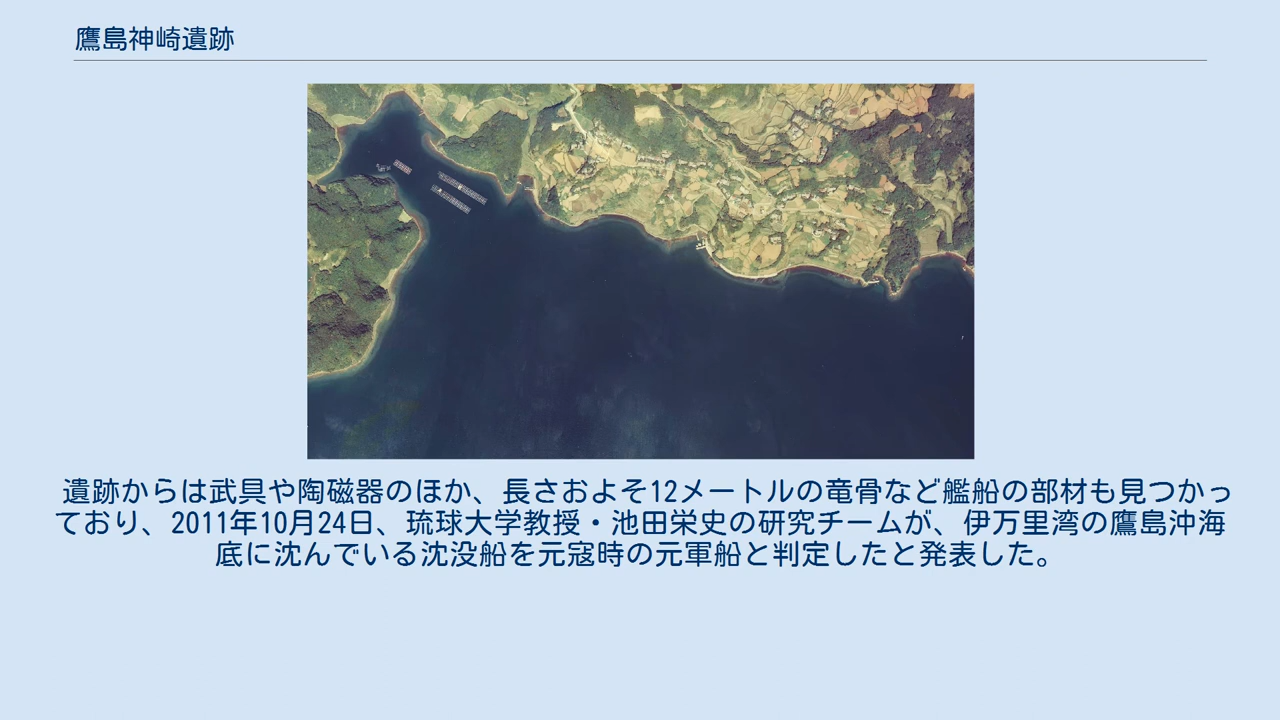 鷹島神崎遺跡
遺跡からは武具や陶磁器のほか、長さおよそ12メートルの竜骨など艦船の部材も見つかっ
ており、2011年10月24日、琉球大学教授・池田栄史の研究チームが、伊万里湾の鷹島沖海
底に沈んでいる沈没船を元寇時の元軍船と判定したと発表した。